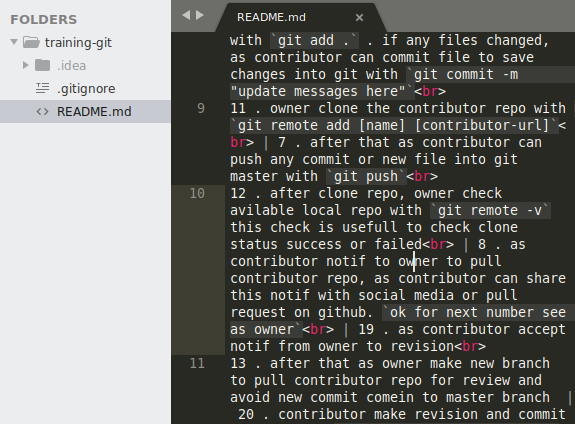 FOLDERS
training-git
.idea
.gitignore
README.md
README.md ×
with `git add .` . if any files changed,
as contributor can commit file to save
changes into git with `git commit -m
"update messages here"`<br>
9 11 . owner clone the contributor repo with
`git remote add [name] [contributor-url]`<
br> | 7 . after that as contributor can
push any commit or new file into git
master with `git push`<br>
10 12 . after clone repo, owner check
avilable local repo with `git remote -v`
this check is usefull to check clone
status success or failed<br> | 8 . as
contributor notif to owner to pull
contributor repo, as contributor can share
this notif with social media or pull
request on github. `ok for next number see
as owner`<br> | 19 . as contributor accept
notif from owner to revision<br>
11 13 . after that as owner make new branch
to pull contributor repo for review and
avoid new commit comein to master branch |
20 . contributor make revision and commit